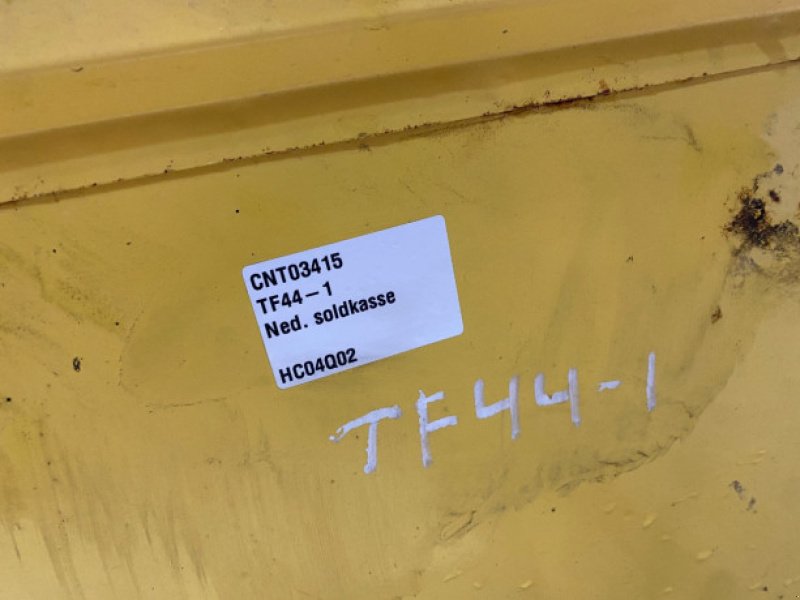 CNT03415
TF44-1
Ned. soldkasse
HC04Q02
TF44-1